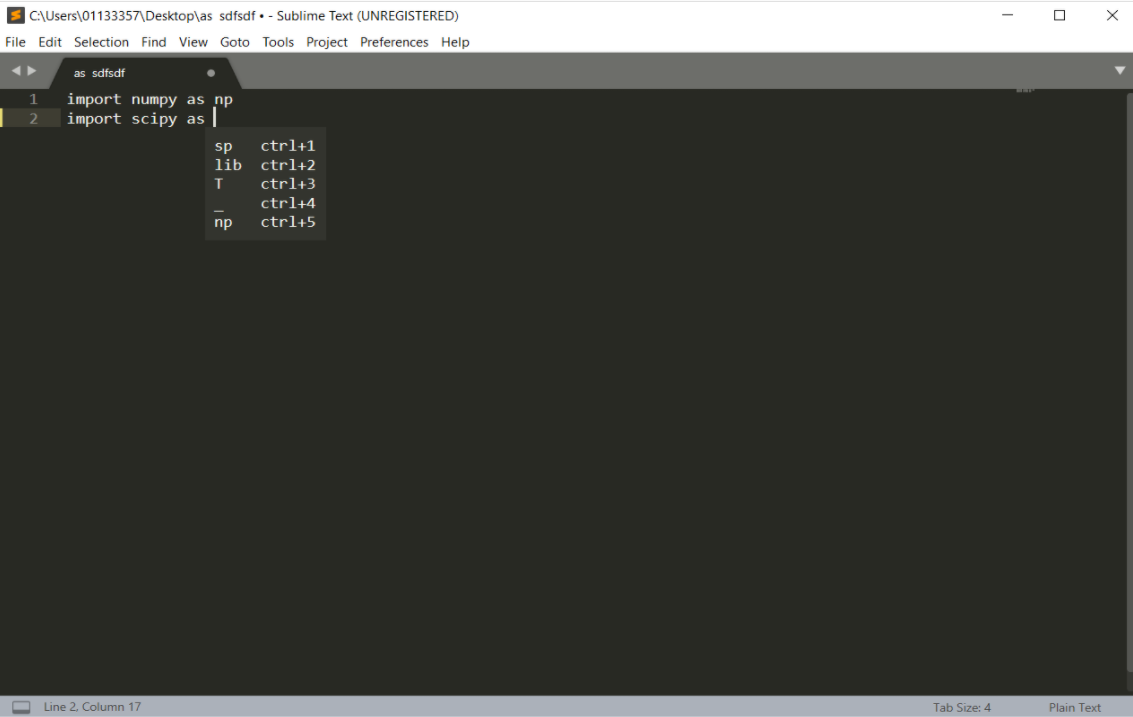 C:\Users\01133357\Desktop\as sdfsdf • - Sublime Text (UNREGISTERED)
File Edit Selection Find View Goto Tools Project Preferences Help
as sdfsdf
1 import numpy as np
2 import scipy as
sp ctrl+1
lib ctrl+2
T ctrl+3
_ ctrl+4
np ctrl+5
Line 2, Column 17
Tab Size: 4 Plain Text